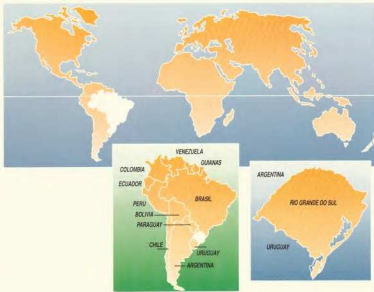 VENEZUELA
GUIANAS
COLOMBIA
ECUADOR
BRASIL
PERU
BOLIVIA
PARAGUAY
CHILE
URUGUAY
ARGENTINA
ARGENTINA
RIO GRANDE DO SUL
URUGUAY